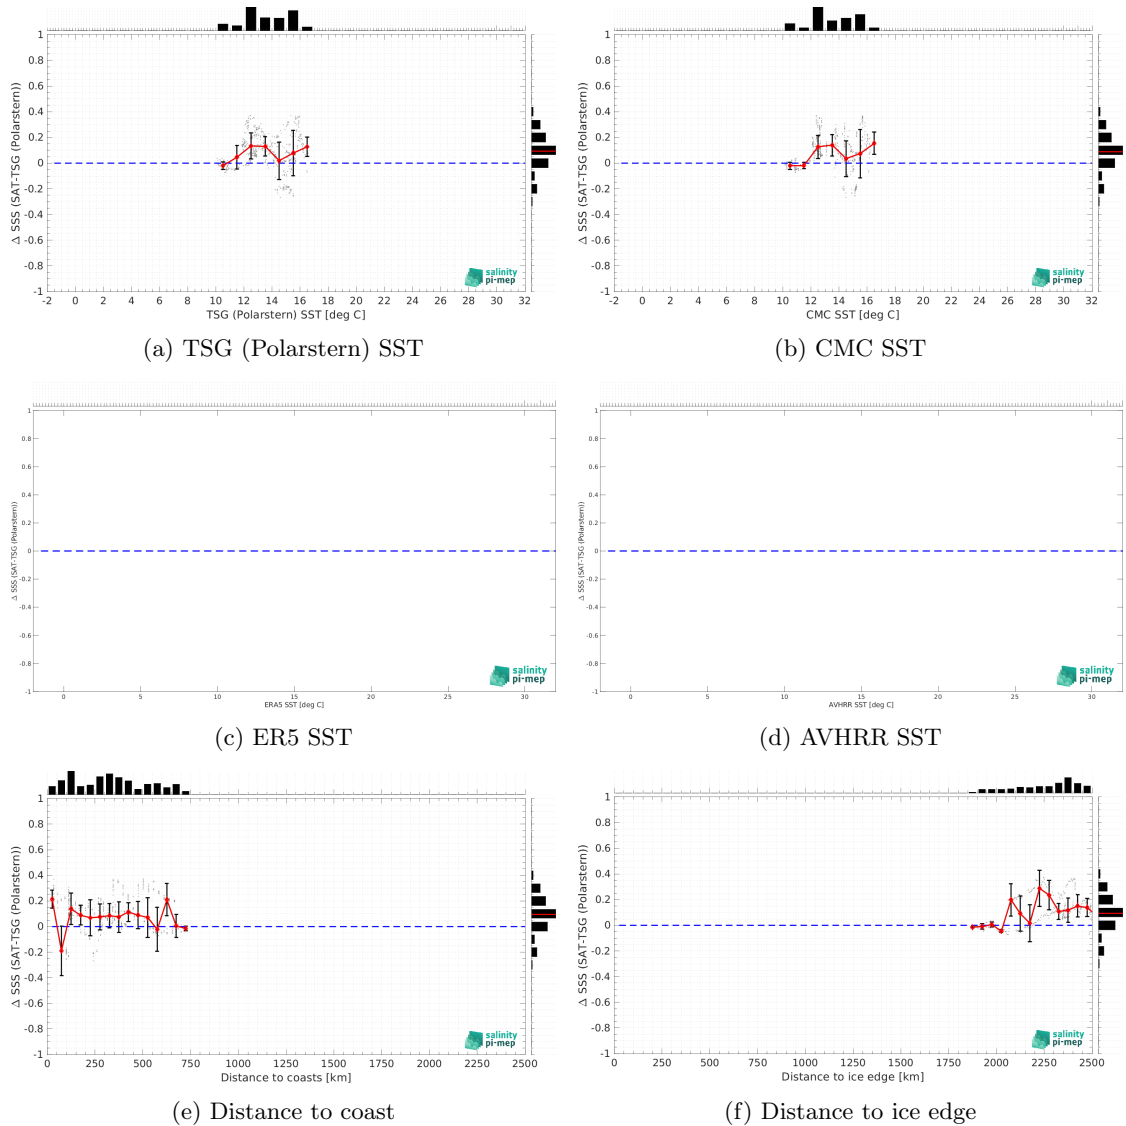 1
0.8
0.6
0.4
0.2
0
-0.2
-0.4
-0.6
-0.8
-1
Δ SSS (SAT-TSG (Polarstern))
-2 0 2 4 6 8 10 12 14 16 18 20 22 24 26 28 30 32
TSG (Polarstern) SST [deg C]
salinity
pi-mep
(a) TSG (Polarstern) SST
1
0.8
0.6
0.4
0.2
0
-0.2
-0.4
-0.6
-0.8
-1
Δ SSS (SAT-TSG (Polarstern))
-2 0 2 4 6 8 10 12 14 16 18 20 22 24 26 28 30 32
CMC SST [deg C]
salinity
pi-mep
(b) CMC SST
1
0.8
0.6
0.4
0.2
0
-0.2
-0.4
-0.6
-0.8
-1
Δ SSS (SAT-TSG (Polarstern))
0 5 10 15 20 25 30
ERA5 SST [deg C]
salinity
pi-mep
(c) ER5 SST
1
0.8
0.6
0.4
0.2
0
-0.2
-0.4
-0.6
-0.8
-1
Δ SSS (SAT-TSG (Polarstern))
0 5 10 15 20 25 30
AVHRR SST [deg C]
salinity
pi-mep
(d) AVHRR SST
1
0.8
0.6
0.4
0.2
0
-0.2
-0.4
-0.6
-0.8
-1
Δ SSS (SAT-TSG (Polarstern))
0 250 500 750 1000 1250 1500 1750 2000 2250 2500
Distance to coasts [km]
salinity
pi-mep
(e) Distance to coast
1
0.8
0.6
0.4
0.2
0
-0.2
-0.4
-0.6
-0.8
-1
Δ SSS (SAT-TSG (Polarstern))
0 250 500 750 1000 1250 1500 1750 2000 2250 2500
Distance to ice edge [km]
salinity
pi-mep
(f) Distance to ice edge